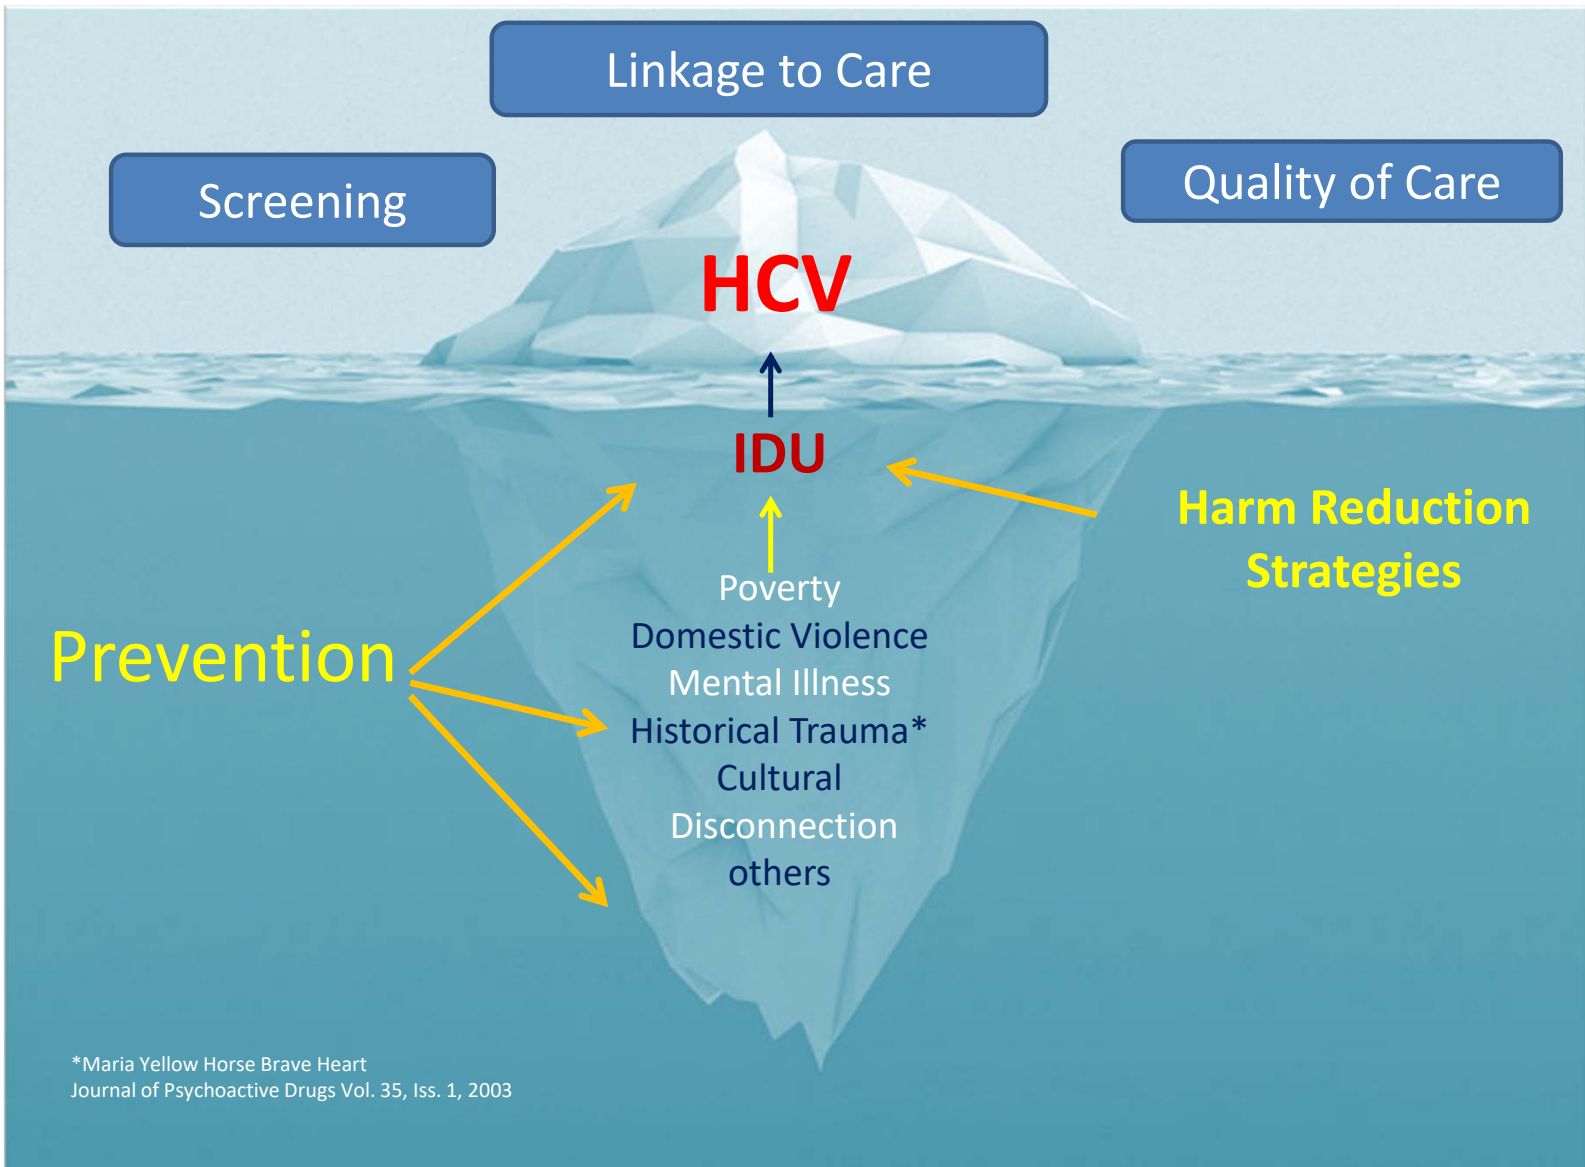 Linkage to Care
Screening
Quality of Care
HCV
IDU
Harm Reduction
Strategies
Poverty
Domestic Violence
Mental Illness
Historical Trauma*
Cultural
Disconnection
others
Prevention
*Maria Yellow Horse Brave Heart
Journal of Psychoactive Drugs Vol. 35, Iss. 1, 2003